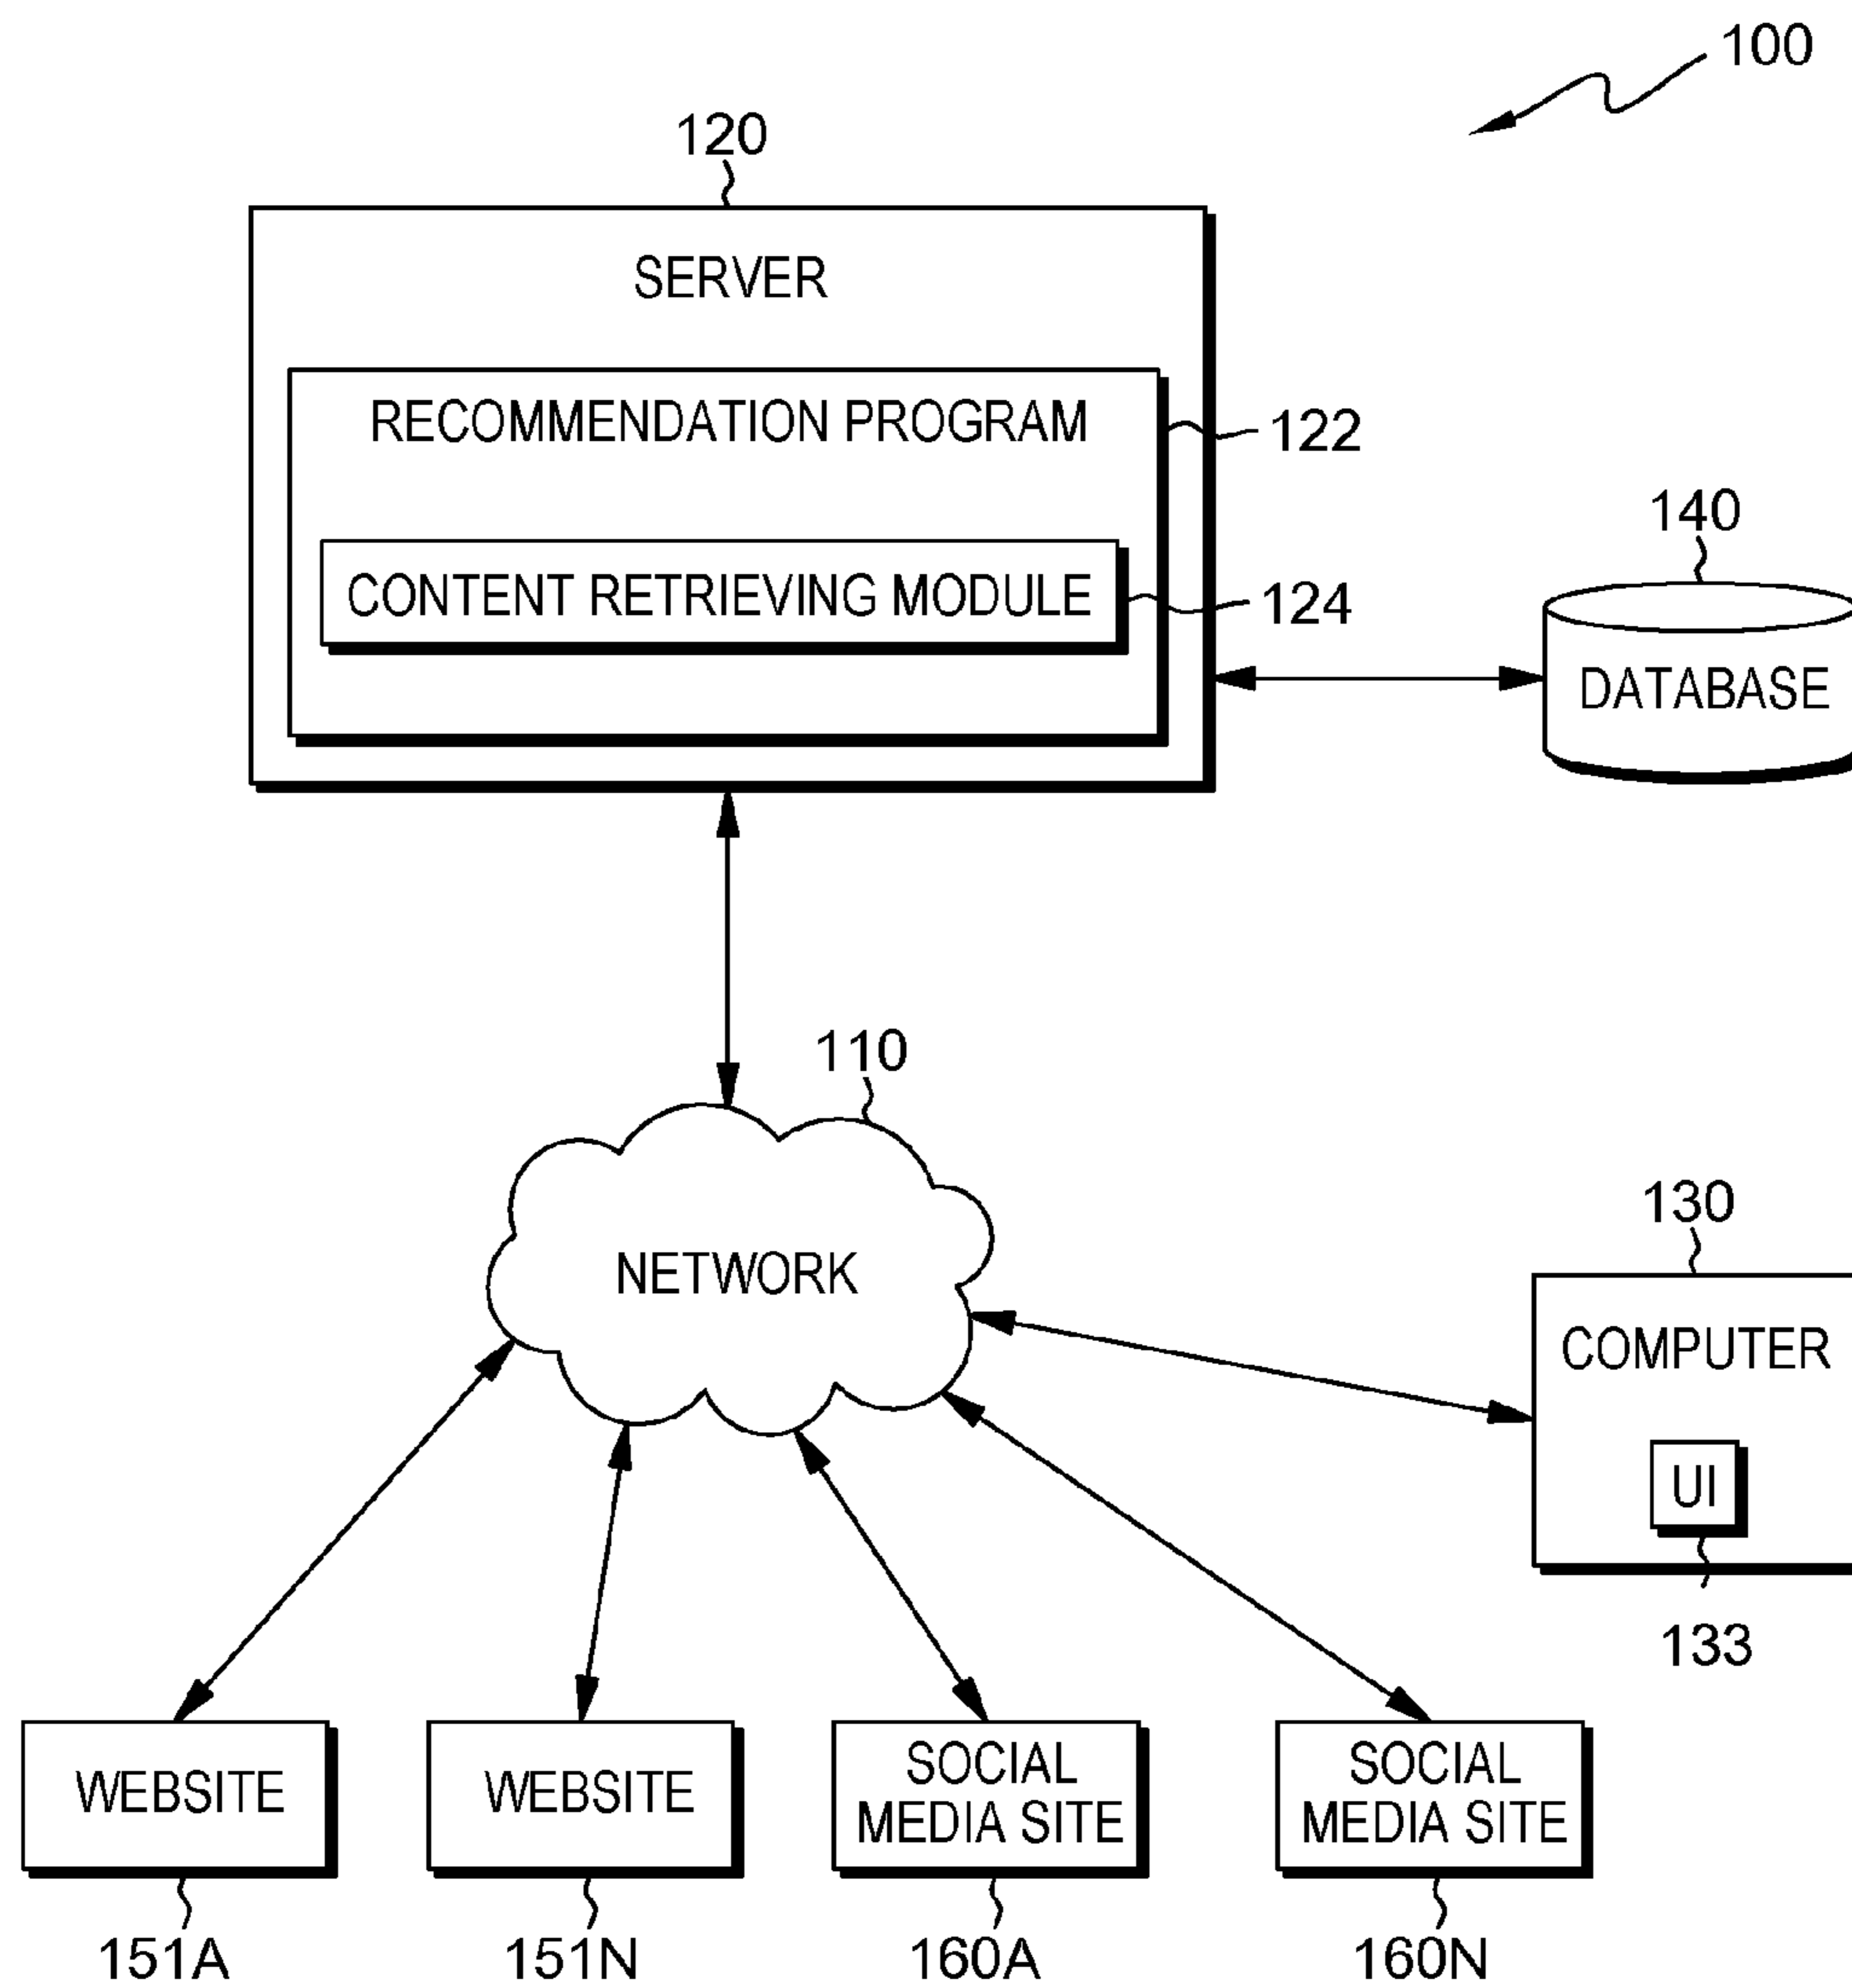 100
120
SERVER
RECOMMENDATION PROGRAM
122
140
CONTENT RETRIEVING MODULE
124
DATABASE
110
130
NETWORK
COMPUTER
UI
133
WEBSITE
WEBSITE
SOCIAL
MEDIA SITE
SOCIAL
MEDIA SITE
151A
151N
160A
160N